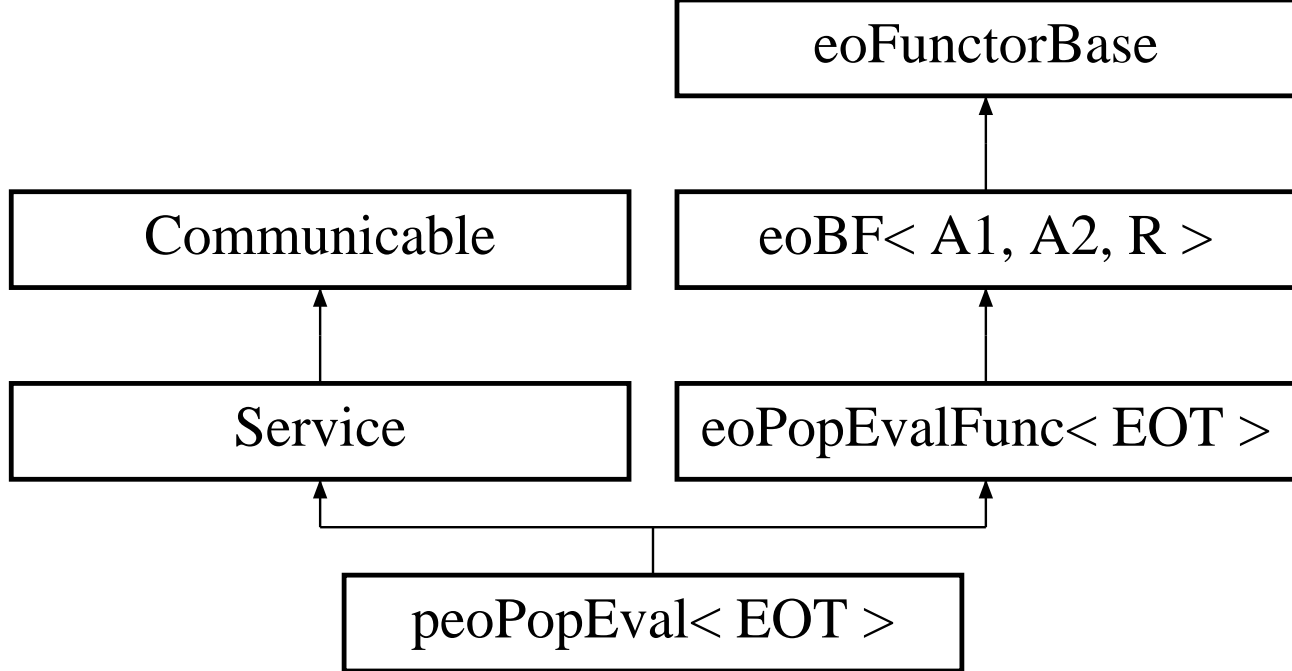 eoFunctorBase
Communicable
eoBF< A1, A2, R >
Service
eoPopEvalFunc< EOT >
peoPopEval< EOT >